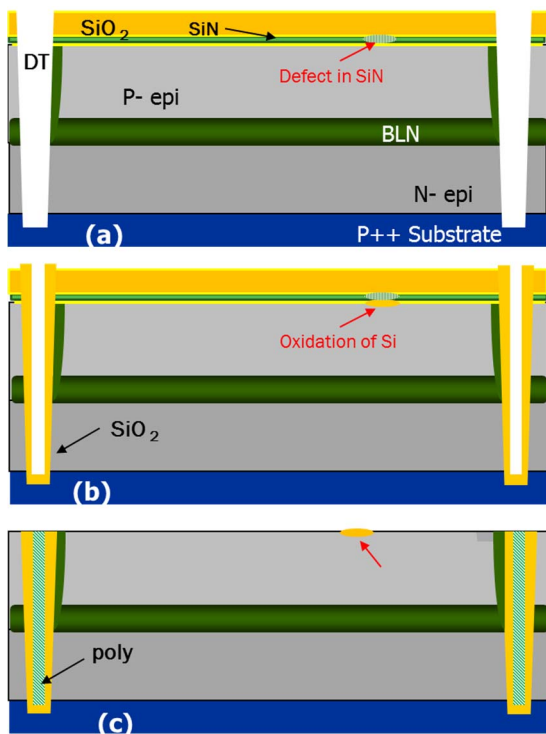 SiO2 SiN
DT
Defect in SiN
P- epi
BLN
N- epi
(a) P++ Substrate
Oxidation of Si
SiO2
(b)
poly
(c)